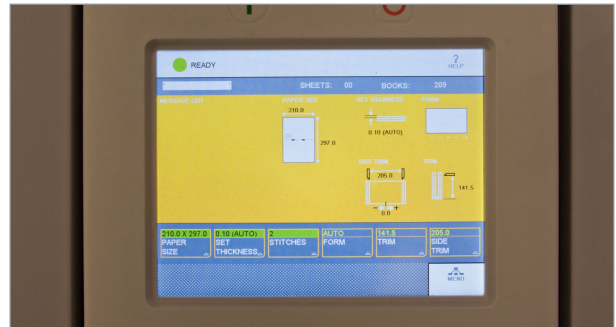 READY
?
HELP
SHEETS: 00 BOOKS: 209
MESSAGE LIST
PAPER SIZE
210.0
297.0
SET THICKNESS
0.10 (AUTO)
FORM
SIDE TRIM
205.0
- +
0.0
TRIM
141.5
210.0 X 297.0
PAPER
SIZE
0.10 (AUTO)
SET
THICKNESS
2
STITCHES
AUTO
FORM
141.5
TRIM
205.0
SIDE
TRIM
MENU